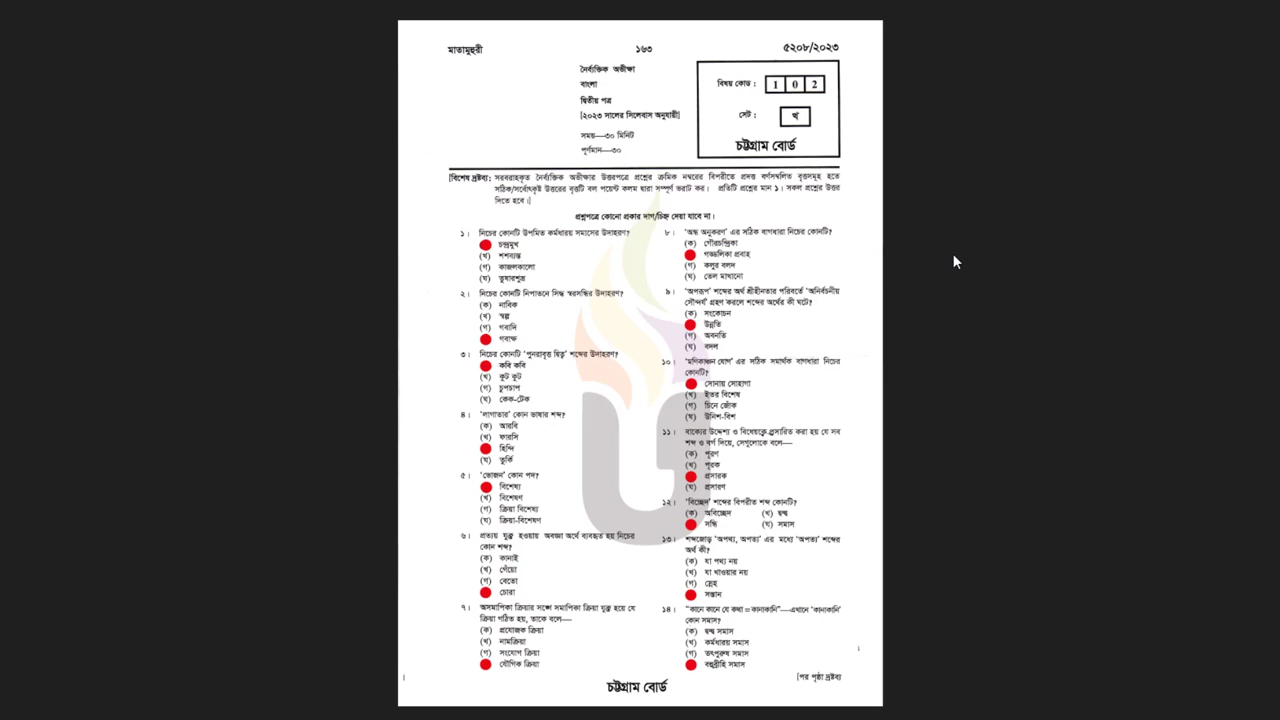 মাতামুহুরী
১৬৩
৫২০৮/২০২৩
নৈর্ব্যক্তিক অভীক্ষা
বাংলা
দ্বিতীয় পত্র
[২০২৩ সালের সিলেবাস অনুযায়ী]
সময়—৩০ মিনিট
পূর্ণমান—৩০
বিষয় কোড : 1 0 2
সেট : খ
চট্টগ্রাম বোর্ড
[বিশেষ দ্রষ্টব্য: সরবরাহকৃত নৈর্ব্যক্তিক অভীক্ষার উত্তরপত্রে প্রশ্নের ক্রমিক নম্বরের বিপরীতে প্রদত্ত বর্ণসম্বলিত বৃত্তসমূহ হতে
সঠিক/সর্বোৎকৃষ্ট উত্তরের বৃত্তটি বল পয়েন্ট কলম দ্বারা সম্পূর্ণ ভরাট কর। প্রতিটি প্রশ্নের মান ১। সকল প্রশ্নের উত্তর
দিতে হবে।]
প্রশ্নপত্রে কোনো প্রকার দাগ/চিহ্ন দেয়া যাবে না।
১। নিচের কোনটি উপমিত কর্মধারয় সমাসের উদাহরণ?
চন্দ্রমুখ
(খ) শশব্যস্ত
(গ) কাজলকালো
(ঘ) তুষারশুভ্র
২। নিচের কোনটি নিপাতনে সিদ্ধ স্বরসন্ধির উদাহরণ?
(ক) নাবিক
(খ) স্বল্প
(গ) গবাদি
গবাক্ষ
৩। নিচের কোনটি 'পুনরাবৃত্ত দ্বিত্ব' শব্দের উদাহরণ?
কবি কবি
(খ) কূট কূট
(গ) চুপচাপ
(ঘ) কেক-টেক
৪। 'লাগাতার' কোন ভাষার শব্দ?
(ক) আরবি
(খ) ফারসি
হিন্দি
(ঘ) তুর্কি
৫। 'ভোজন' কোন পদ?
বিশেষ্য
(খ) বিশেষণ
(গ) ক্রিয়া বিশেষ্য
(ঘ) ক্রিয়া-বিশেষণ
৬। প্রত্যয় যুক্ত হওয়ায় অবজ্ঞা অর্থে ব্যবহৃত হয় নিচের
কোন শব্দ?
(ক) কানাই
(খ) গেঁয়ো
(গ) বেতো
চোরা
৭। অসমাপিকা ক্রিয়ার সঙ্গে সমাপিকা ক্রিয়া যুক্ত হয়ে যে
ক্রিয়া গঠিত হয়, তাকে বলে—
(ক) প্রযোজক ক্রিয়া
(খ) নামক্রিয়া
(গ) সংযোগ ক্রিয়া
যৌগিক ক্রিয়া
৮। 'অন্ধ অনুকরণ' এর সঠিক বাগধারা নিচের কোনটি?
(ক) গৌরচন্দ্রিকা
গড্ডলিকা প্রবাহ
(গ) কলুর বলদ
(ঘ) তেল মাখানো
৯। 'অপরূপ' শব্দের অর্থ শ্রীহীনতার পরিবর্তে 'অনির্বচনীয়
সৌন্দর্য' গ্রহণ করলে শব্দের অর্থের কী ঘটে?
(ক) সংকোচন
উন্নতি
(গ) অবনতি
(ঘ) বদল
১০। 'মণিকাঞ্চন যোগ' এর সঠিক সমার্থক বাগধারা নিচের
কোনটি?
সোনায় সোহাগা
(খ) ইতর বিশেষ
(গ) চিনে জোঁক
(ঘ) উনিশ-বিশ
১১। বাক্যের উদ্দেশ্য ও বিধেয়কে প্রসারিত করা হয় যে সব
শব্দ ও বর্গ দিয়ে, সেগুলোকে বলে—
(ক) পূরণ
(খ) পূরক
প্রসারক
(ঘ) প্রসারণ
১২। 'বিচ্ছেদ' শব্দের বিপরীত শব্দ কোনটি?
(ক) অবিচ্ছেদ (খ) দ্বন্দ্ব
সন্ধি (ঘ) সমাস
১৩। শব্দজোড় 'অপথ্য, অপত্য' এর মধ্যে 'অপত্য' শব্দের
অর্থ কী?
(ক) যা পথ্য নয়
(খ) যা খাওয়ার নয়
(গ) স্নেহ
সন্তান
১৪। "কানে কানে যে কথা = কানাকানি"—এখানে 'কানাকানি'
কোন সমাস?
(ক) দ্বন্দ্ব সমাস
(খ) কর্মধারয় সমাস
(গ) তৎপুরুষ সমাস
বহুব্রীহি সমাস
[পর পৃষ্ঠা দ্রষ্টব্য
চট্টগ্রাম বোর্ড